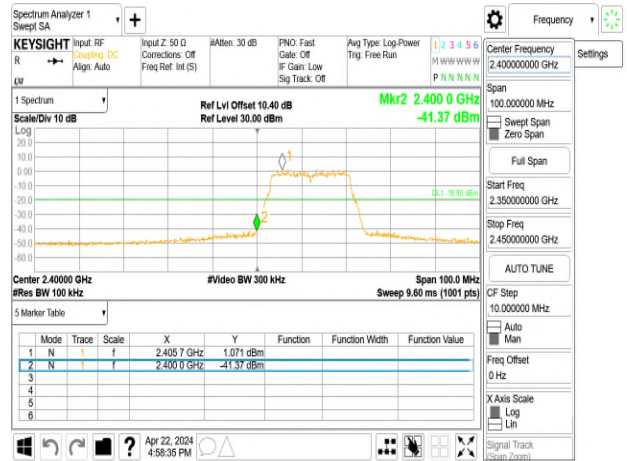 Spectrum Analyzer 1
Swept SA
+
Frequency
KEYSIGHT
R
LXI
Input: RF
Coupling: DC
Align: Auto
Input Z: 50 Ω
Corrections: Off
Freq Ref: Int (S)
#Atten: 30 dB
PNO: Fast
Gate: Off
IF Gain: Low
Sig Track: Off
Avg Type: Log-Power
Trig: Free Run
1 2 3 4 5 6
M W W W W W
P N N N N N
Center Frequency
2.400000000 GHz
Settings
1 Spectrum
Scale/Div 10 dB
Ref Lvl Offset 10.40 dB
Ref Level 30.00 dBm
Mkr2 2.400 0 GHz
-41.37 dBm
Log
20.0
10.0
0.00
-10.0
-20.0
-30.0
-40.0
-50.0
-60.0
1
2
Center 2.40000 GHz
#Res BW 100 kHz
#Video BW 300 kHz
Span 100.0 MHz
Sweep 9.60 ms (1001 pts)
Span
100.000000 MHz
Swept Span
Zero Span
Full Span
Start Freq
2.350000000 GHz
Stop Freq
2.450000000 GHz
AUTO TUNE
CF Step
10.000000 MHz
Auto
Man
Freq Offset
0 Hz
X Axis Scale
Log
Lin
Signal Track
(Span Zoom)
5 Marker Table
Mode Trace Scale X Y Function Function Width Function Value
1 N 1 f 2.405 7 GHz 1.071 dBm
2 N 1 f 2.400 0 GHz -41.37 dBm
3
4
5
6
?
Apr 22, 2024
4:58:35 PM